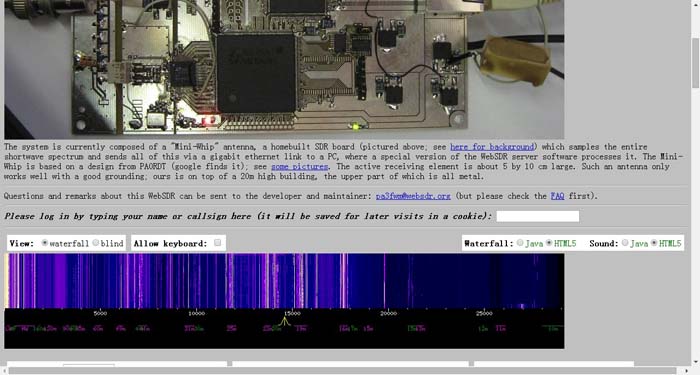 The system is currently composed of a "Mini-Whip" antenna, a homebuilt SDR board (pictured above; see here for background) which samples the entire
shortwave spectrum and sends all of this via a gigabit ethernet link to a PC, where a special version of the WebSDR server software processes it. The Mini-
Whip is based on a design from PA0RDT (google finds it); see some pictures. The active receiving element is about 5 by 10 cm large. Such an antenna only
works well with a good grounding; ours is on top of a 20m high building, the upper part of which is all metal.
Questions and remarks about this WebSDR can be sent to the developer and maintainer: pa3fwm@websdr.org (but please check the FAQ first).
Please log in by typing your name or callsign here (it will be saved for later visits in a cookie):
View: waterfall blind Allow keyboard: Waterfall: Java HTML5 Sound: Java HTML5
5000 10000 15000 20000 25000